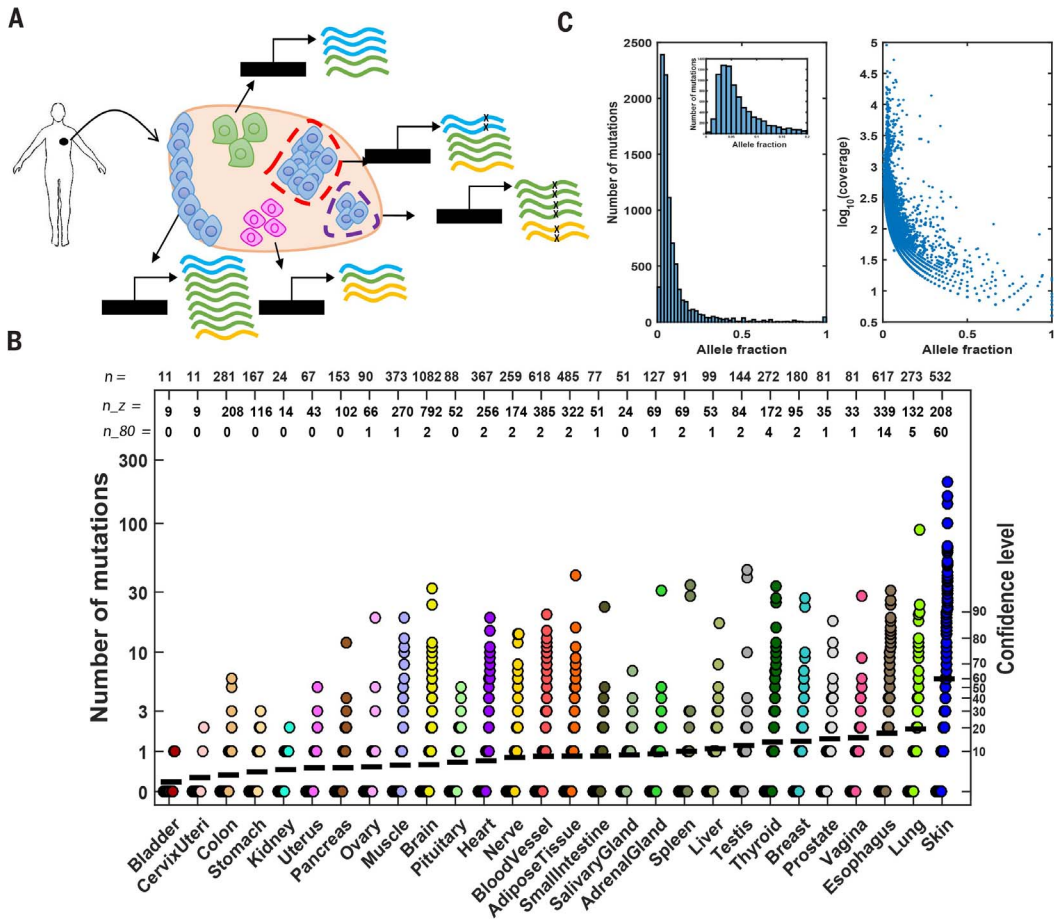 A
C
2500
2000
1500
1000
500
0
0.5
1
Number of mutations
Allele fraction
Number of mutations
Allele fraction
5
4.5
4
3.5
3
2.5
2
1.5
1
0.5
0.5
1
log10(coverage)
Allele fraction
B
n = 11 11 281 167 24 67 153 90 373 1082 88 367 259 618 485 77 51 127 91 99 144 272 180 81 81 617 273 532
n_z = 9 9 208 116 14 43 102 66 270 792 52 256 174 385 322 51 24 69 69 53 84 172 95 35 33 339 132 208
n_80 = 0 0 0 0 0 0 0 1 1 2 0 2 2 2 2 1 0 1 2 1 2 4 2 1 1 14 5 60
300
100
30
10
3
1
0
Number of mutations
90
80
70
60
50
40
30
20
10
Confidence level
Bladder
CervixUteri
Colon
Stomach
Kidney
Uterus
Pancreas
Ovary
Muscle
Brain
Pituitary
Heart
Nerve
BloodVessel
AdiposeTissue
SmallIntestine
SalivaryGland
AdrenalGland
Spleen
Liver
Testis
Thyroid
Breast
Prostate
Vagina
Esophagus
Lung
Skin